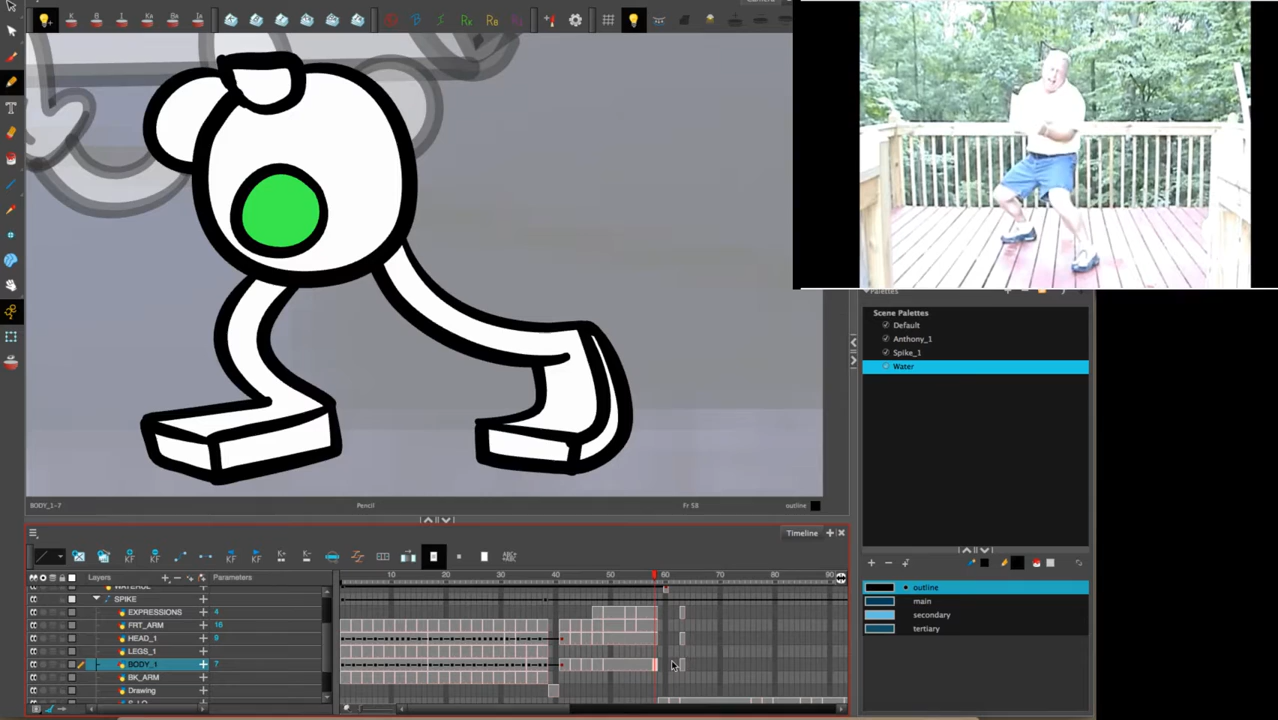 BODY_1-7 Pencil Fr 58 outline
Timeline
Layers Parameters 10 20 30 40 50 60 70 80 90
SPIKE
EXPRESSIONS 4
FRT_ARM 16
HEAD_1 9
LEGS_1
BODY_1 7
BK_ARM
Drawing
Palettes
Scene Palettes
Default
Anthony_1
Spike_1
Water
outline
main
secondary
tertiary